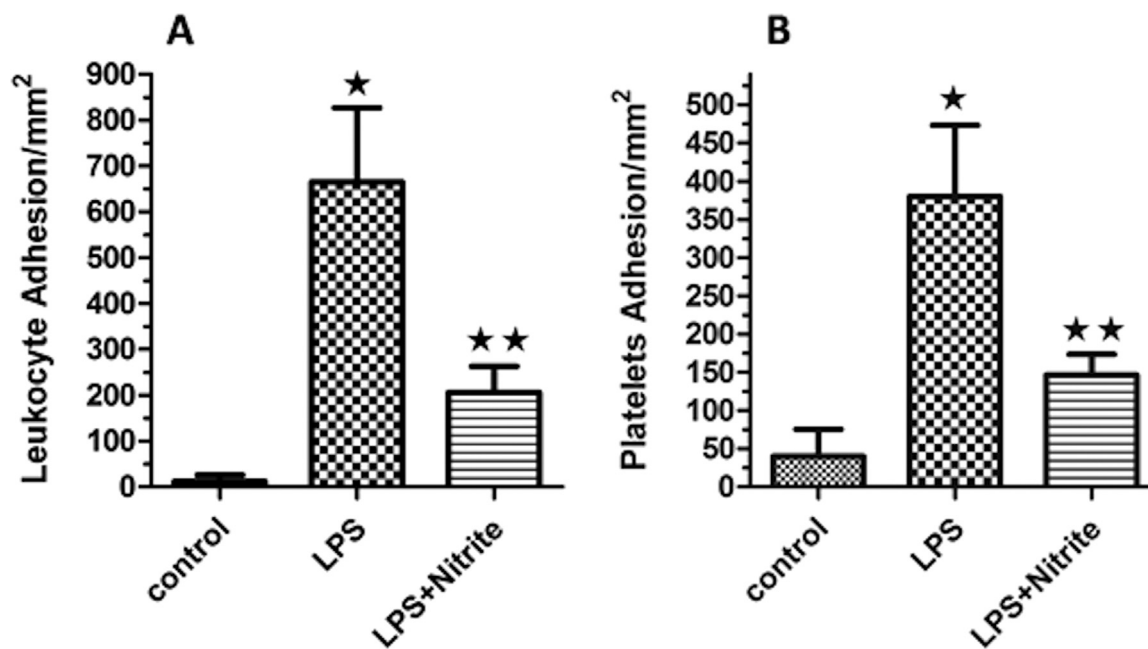 A
Leukocyte Adhesion/mm²
900
800
700
600
500
400
300
200
100
0
★
★ ★
control
LPS
LPS+Nitrite
B
Platelets Adhesion/mm²
500
450
400
350
300
250
200
150
100
50
0
★
★ ★
control
LPS
LPS+Nitrite